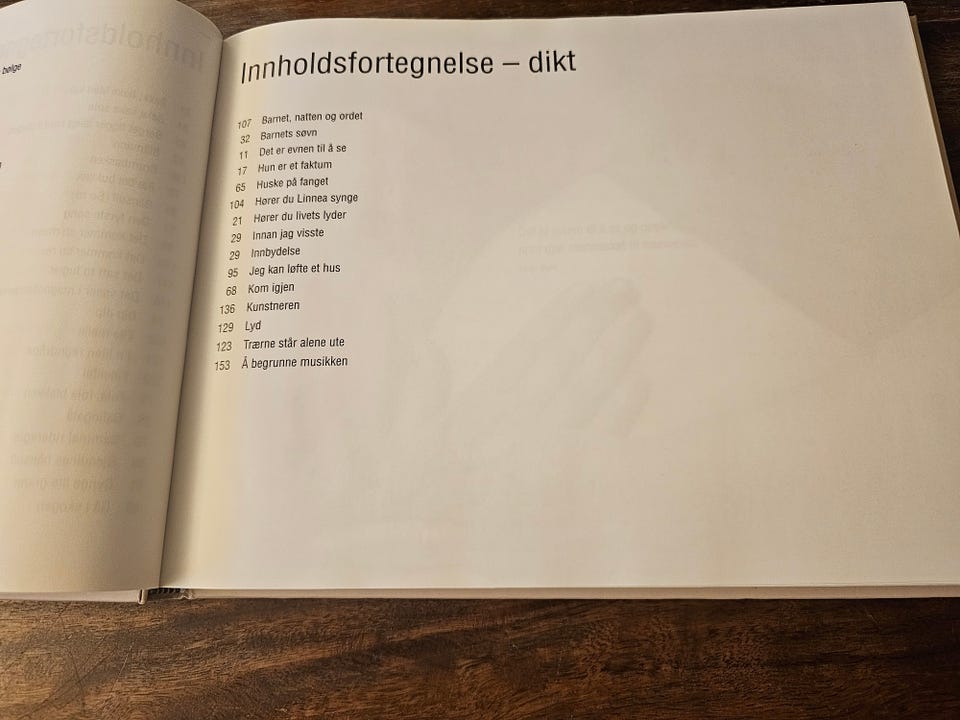 bølge
Innholdsfortegnelse – dikt
107 Barnet, natten og ordet
32 Barnets søvn
11 Det er evnen til å se
17 Hun er et faktum
65 Huske på fanget
104 Hører du Linnea synge
21 Hører du livets lyder
29 Innan jag visste
29 Innbydelse
95 Jeg kan løfte et hus
68 Kom igjen
136 Kunstneren
129 Lyd
123 Trærne står alene ute
153 Å begrunne musikken